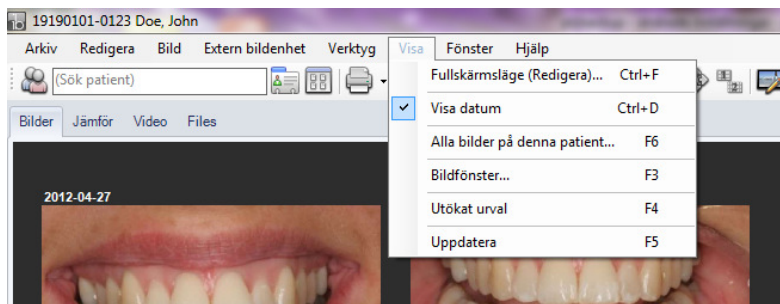 19190101-0123 Doe, John
Arkiv Redigera Bild Extern bildenhet Verktyg Visa Fönster Hjälp
(Sök patient)
Fullskärmsläge (Redigera)... Ctrl+F
Bilder Jämför Video Files
Visa datum Ctrl+D
Alla bilder på denna patient... F6
Bildfönster... F3
2012-04-27
Utökat urval F4
Uppdatera F5